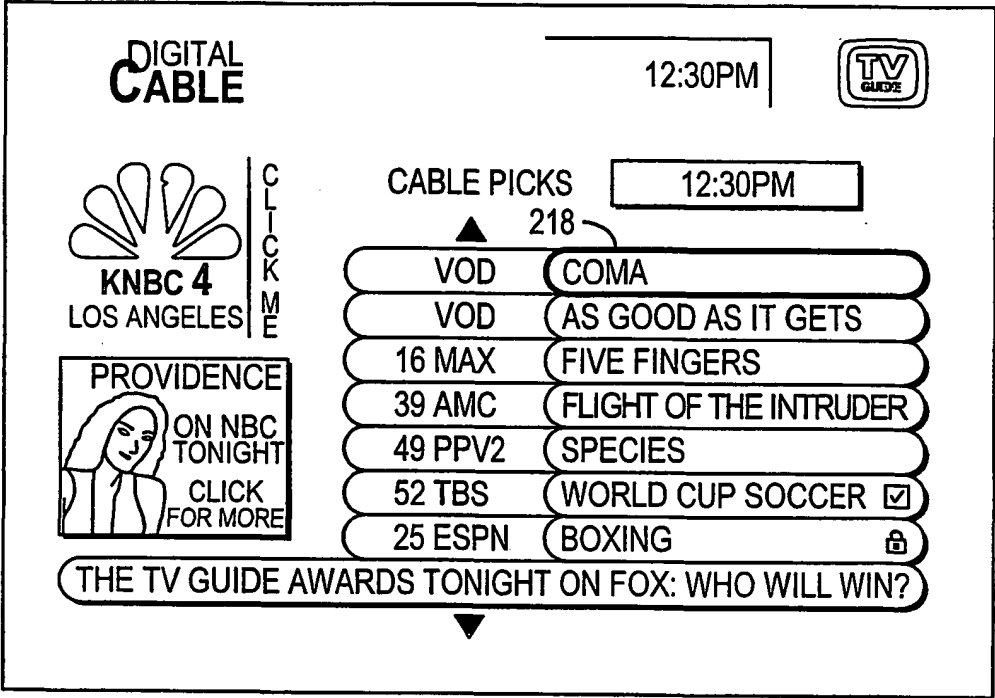 DIGITAL
CABLE
12:30PM
TV
GUIDE
KNBC 4
LOS ANGELES
CLICK ME
PROVIDENCE
ON NBC
TONIGHT
CLICK
FOR MORE
CABLE PICKS 12:30PM
218
VOD COMA
VOD AS GOOD AS IT GETS
16 MAX FIVE FINGERS
39 AMC FLIGHT OF THE INTRUDER
49 PPV2 SPECIES
52 TBS WORLD CUP SOCCER
25 ESPN BOXING
THE TV GUIDE AWARDS TONIGHT ON FOX: WHO WILL WIN?